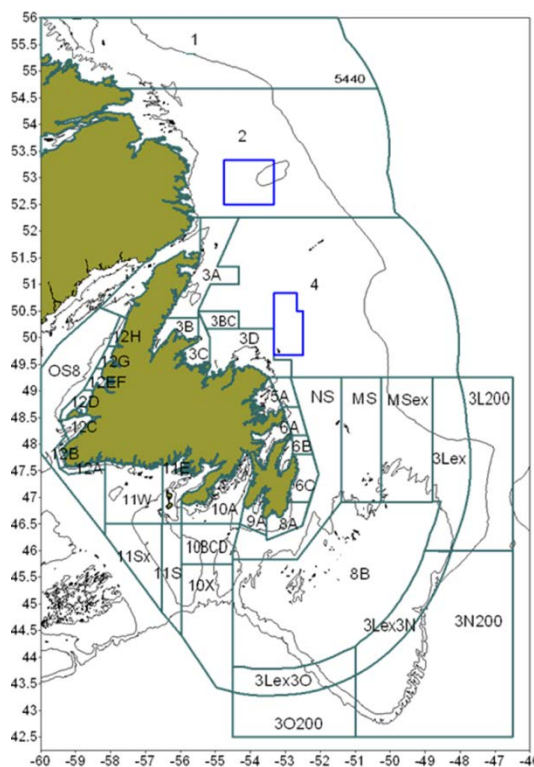 56
55.5
55
54.5
54
53.5
53
52.5
52
51.5
51
50.5
50
49.5
49
48.5
48
47.5
47
46.5
46
45.5
45
44.5
44
43.5
43
42.5
1
5440
2
4
3A
3B
3BC
3C
3D
12H
12G
OS8
12EF
12D
12C
12B
12A
5A
6A
6B
6C
NS
MS
MSex
3L200
3Lex
11E
11W
10A
9A
8A
11Sx
11S
10BCD
10X
8B
3Lex3N
3N200
3Lex3O
3O200
-60 -59 -58 -57 -56 -55 -54 -53 -52 -51 -50 -49 -48 -47 -46